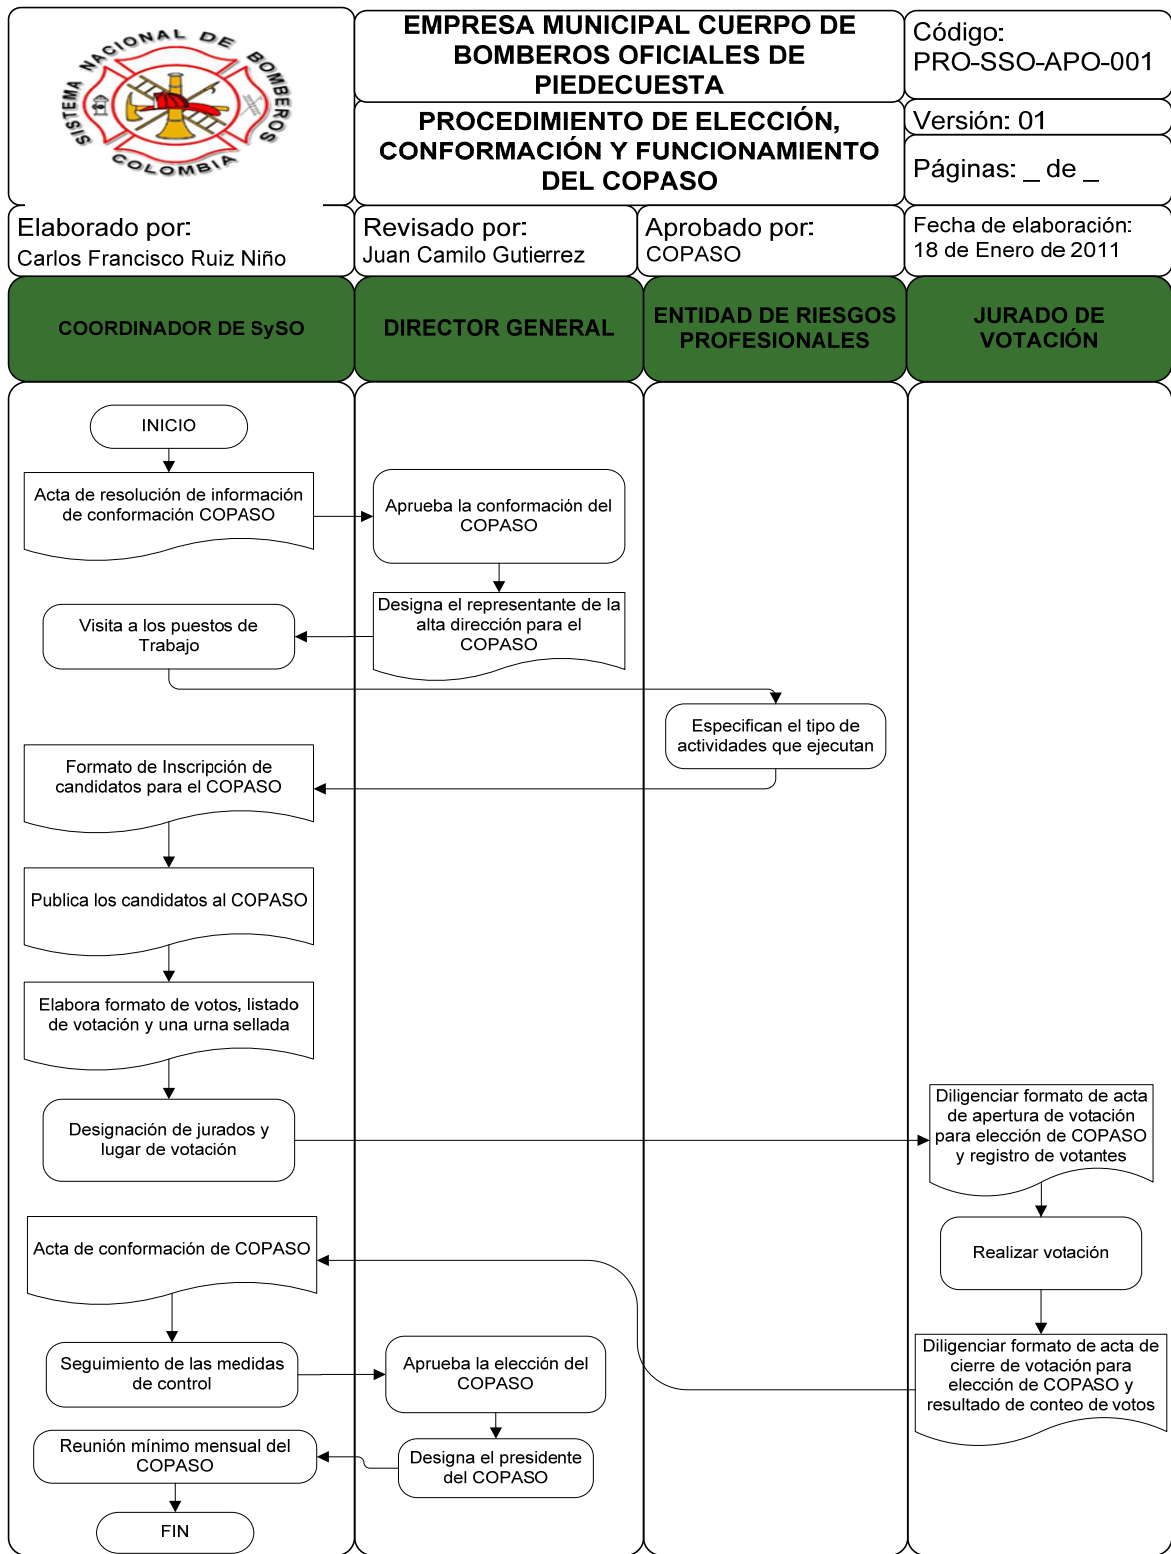 SISTEMA NACIONAL DE BOMBEROS
COLOMBIA
EMPRESA MUNICIPAL CUERPO DE
BOMBEROS OFICIALES DE
PIEDECUESTA
PROCEDIMIENTO DE ELECCIÓN,
CONFORMACIÓN Y FUNCIONAMIENTO
DEL COPASO
Código:
PRO-SSO-APO-001
Versión: 01
Páginas: _ de _
Elaborado por:
Carlos Francisco Ruiz Niño
Revisado por:
Juan Camilo Gutierrez
Aprobado por:
COPASO
Fecha de elaboración:
18 de Enero de 2011
COORDINADOR DE SySO
DIRECTOR GENERAL
ENTIDAD DE RIESGOS
PROFESIONALES
JURADO DE
VOTACIÓN
INICIO
Acta de resolución de información
de conformación COPASO
Aprueba la conformación del
COPASO
Designa el representante de la
alta dirección para el
COPASO
Visita a los puestos de
Trabajo
Especifican el tipo de
actividades que ejecutan
Formato de Inscripción de
candidatos para el COPASO
Publica los candidatos al COPASO
Elabora formato de votos, listado
de votación y una urna sellada
Designación de jurados y
lugar de votación
Diligenciar formato de acta
de apertura de votación
para elección de COPASO
y registro de votantes
Realizar votación
Diligenciar formato de acta de
cierre de votación para
elección de COPASO y
resultado de conteo de votos
Acta de conformación de COPASO
Seguimiento de las medidas
de control
Aprueba la elección del
COPASO
Designa el presidente
del COPASO
Reunión mínimo mensual del
COPASO
FIN